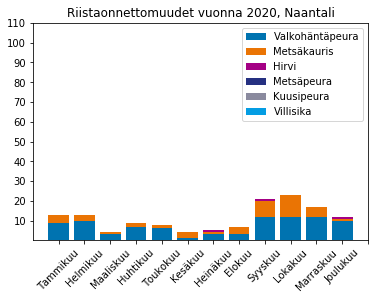 Riistaonnettomuudet vuonna 2020, Naantali
110
100
90
80
70
60
50
40
30
20
10
Valkohäntäpeura
Metsäkauris
Hirvi
Metsäpeura
Kuusipeura
Villisika
Tammikuu
Helmikuu
Maaliskuu
Huhtikuu
Toukokuu
Kesäkuu
Heinäkuu
Elokuu
Syyskuu
Lokakuu
Marraskuu
Joulukuu